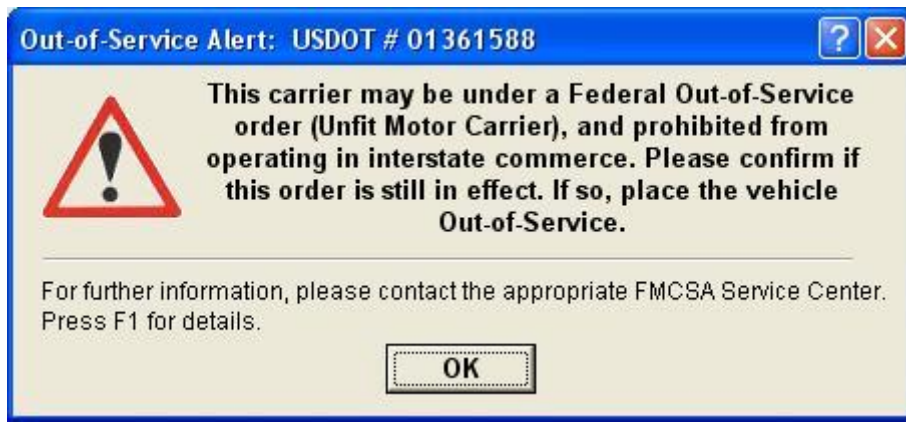 Out-of-Service Alert: USDOT # 01361588
This carrier may be under a Federal Out-of-Service
order (Unfit Motor Carrier), and prohibited from
operating in interstate commerce. Please confirm if
this order is still in effect. If so, place the vehicle
Out-of-Service.
For further information, please contact the appropriate FMCSA Service Center.
Press F1 for details.
OK